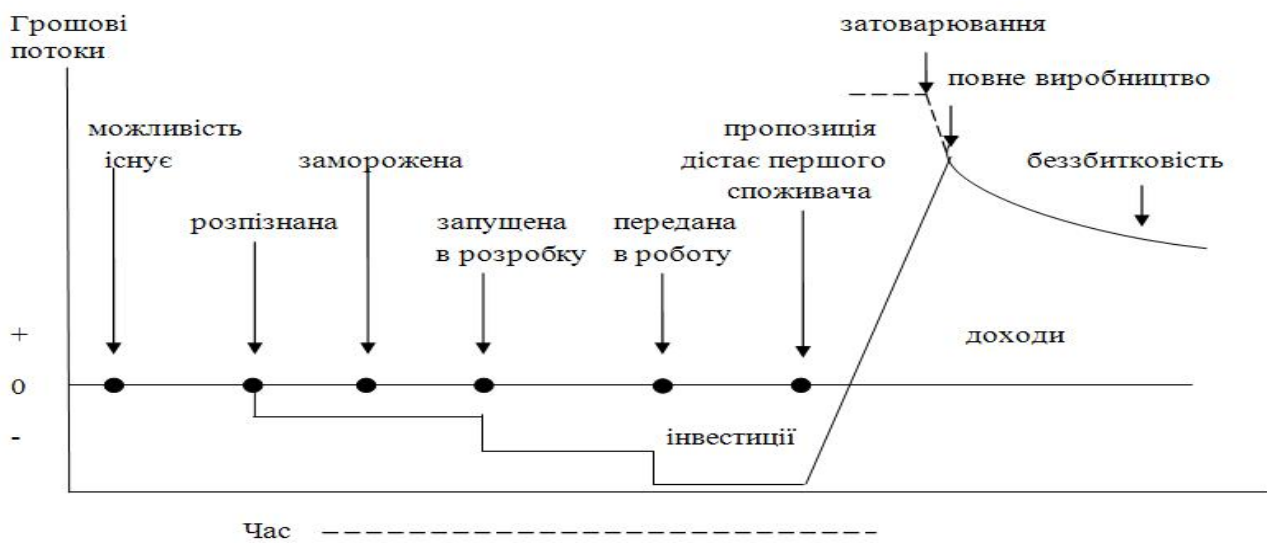 Грошові
потоки
затоварювання
повне виробництво
можливість
існує
заморожена
пропозиція
дістає першого
споживача
беззбитковість
розпізнана
запущена
в розробку
передана
в роботу
+
доходи
0
-
інвестиції
Час